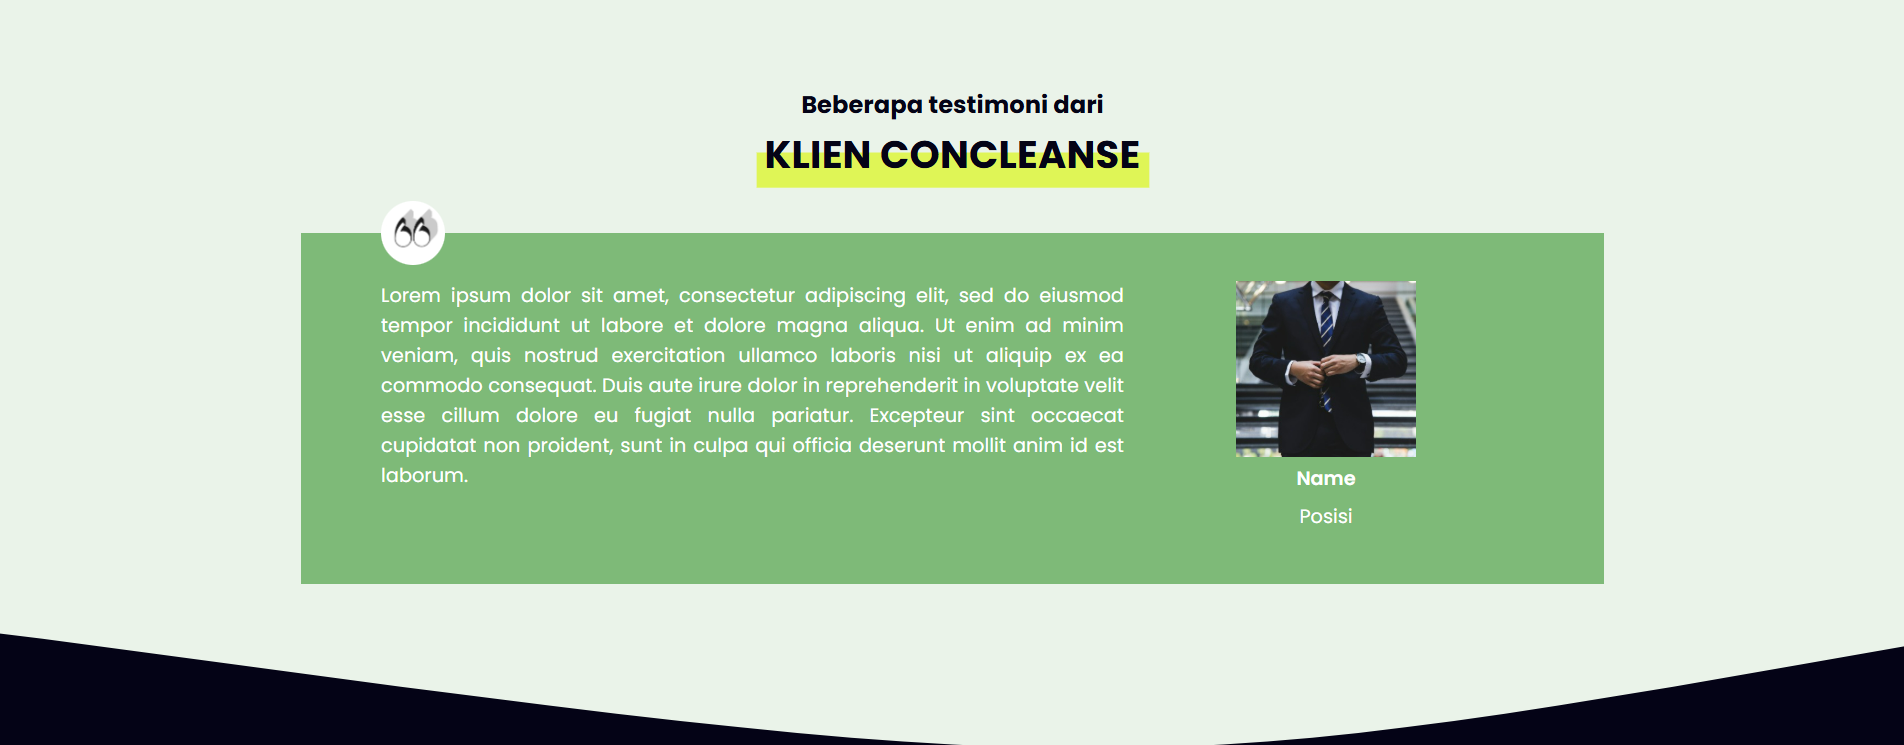 Beberapa testimoni dari
KLIEN CONCLEANSE
Lorem ipsum dolor sit amet, consectetur adipiscing elit, sed do eiusmod
tempor incididunt ut labore et dolore magna aliqua. Ut enim ad minim
veniam, quis nostrud exercitation ullamco laboris nisi ut aliquip ex ea
commodo consequat. Duis aute irure dolor in reprehenderit in voluptate velit
esse cillum dolore eu fugiat nulla pariatur. Excepteur sint occaecat
cupidatat non proident, sunt in culpa qui officia deserunt mollit anim id est
laborum.
Name
Posisi